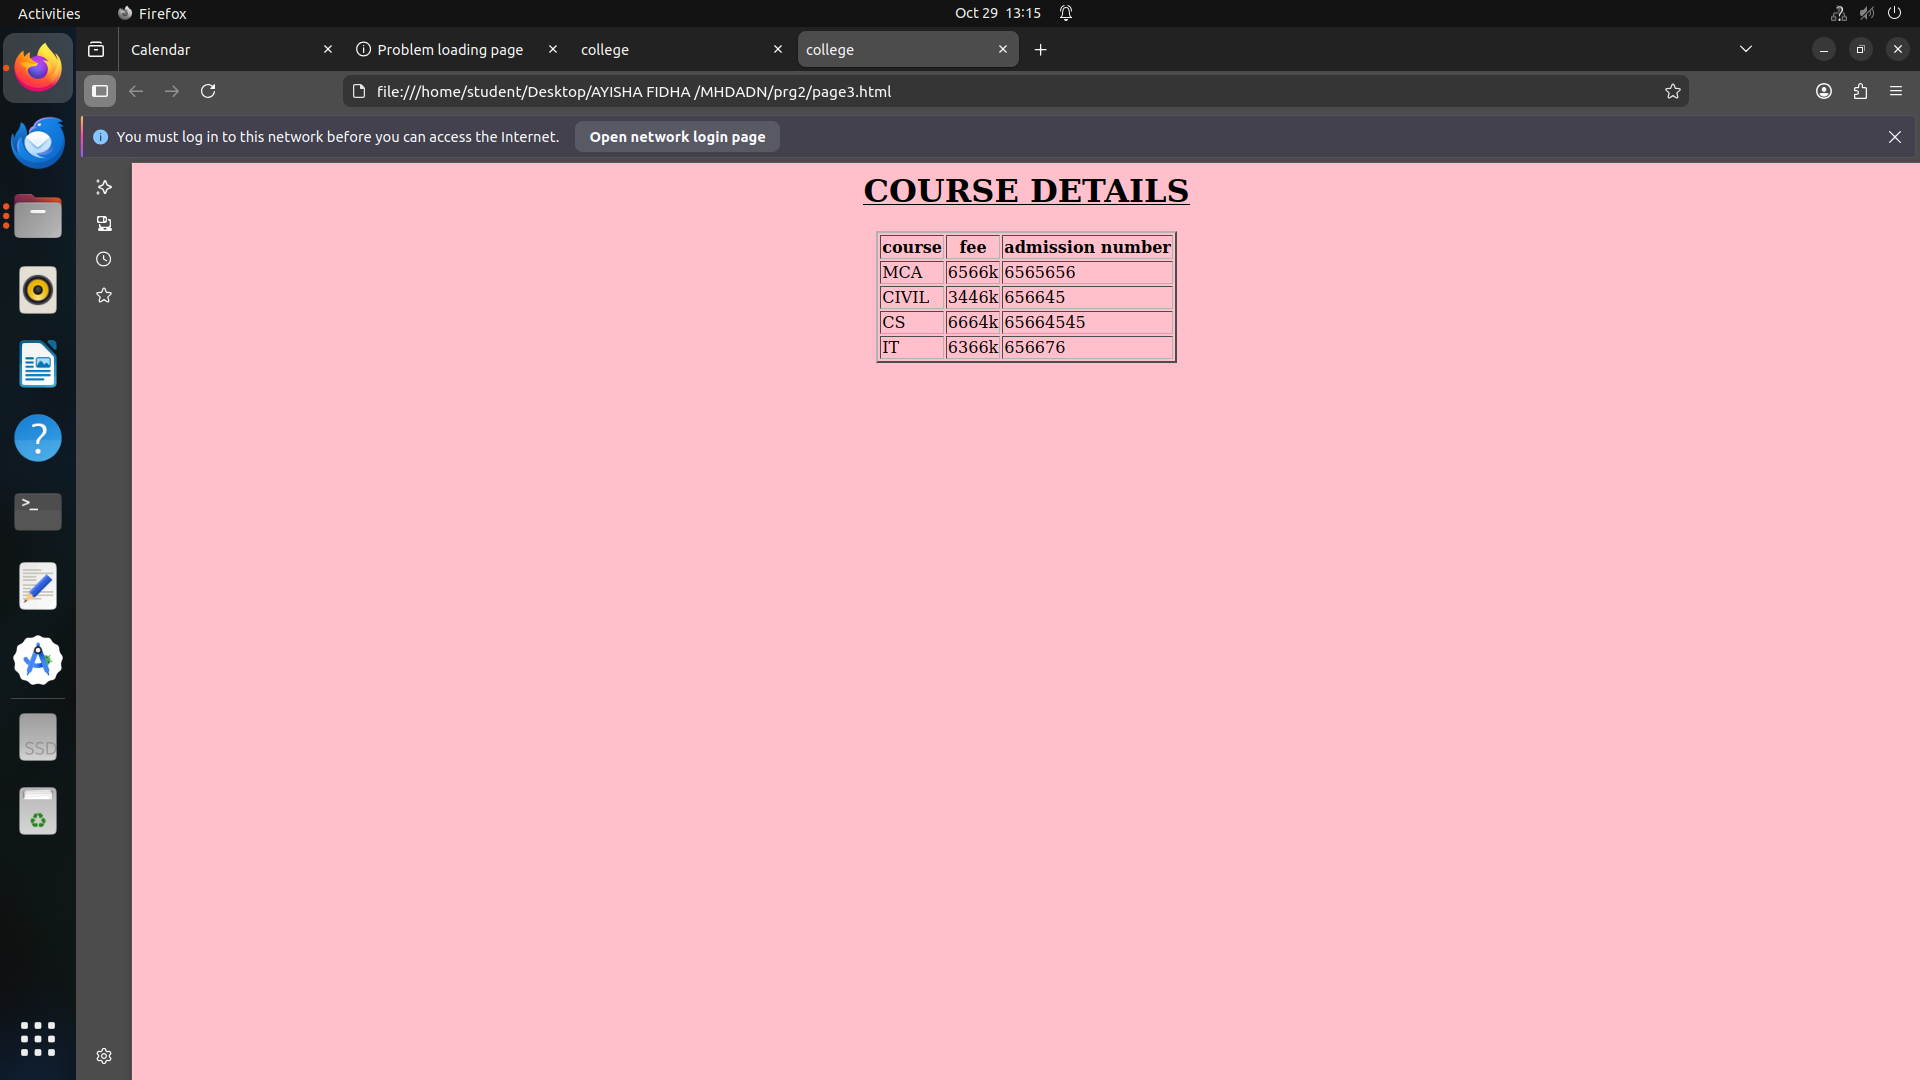 Activities Firefox Oct 29 13:15
Calendar Problem loading page college college
file:///home/student/Desktop/AYISHA FIDHA /MHDADN/prg2/page3.html
You must log in to this network before you can access the Internet. Open network login page
COURSE DETAILS
course fee admission number
MCA 6566k 6565656
CIVIL 3446k 656645
CS 6664k 65664545
IT 6366k 656676
>_
SSD